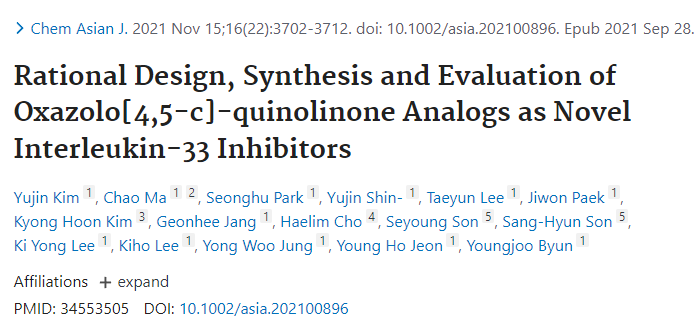 Chem Asian J. 2021 Nov 15;16(22):3702-3712. doi: 10.1002/asia.202100896. Epub 2021 Sep 28.
Rational Design, Synthesis and Evaluation of
Oxazolo[4,5-c]-quinolinone Analogs as Novel
Interleukin-33 Inhibitors
Yujin Kim 1, Chao Ma 1 2, Seonghu Park 1, Yujin Shin- 1, Taeyun Lee 1, Jiwon Paek 1,
Kyong Hoon Kim 3, Geonhee Jang 1, Haelim Cho 4, Seyoung Son 5, Sang-Hyun Son 5,
Ki Yong Lee 1, Kiho Lee 1, Yong Woo Jung 1, Young Ho Jeon 1, Youngjoo Byun 1
Affiliations + expand
PMID: 34553505 DOI: 10.1002/asia.202100896